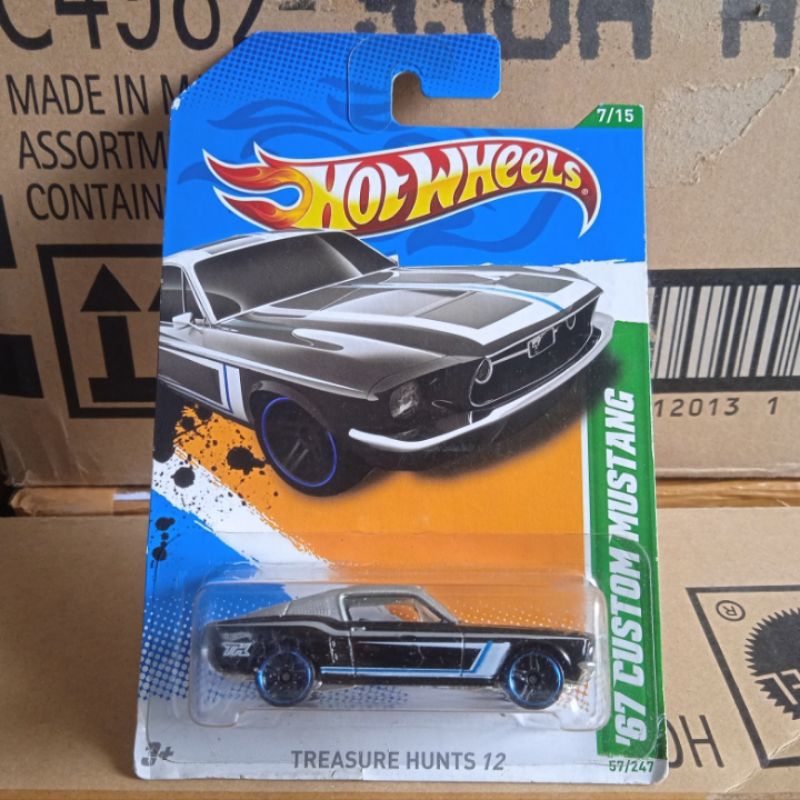 MADE IN M
ASSORTM
CONTAIN
7/15
HOT WHEELS
®
'67 CUSTOM MUSTANG
12013 1
TH
®
3+
TREASURE HUNTS 12
57/247